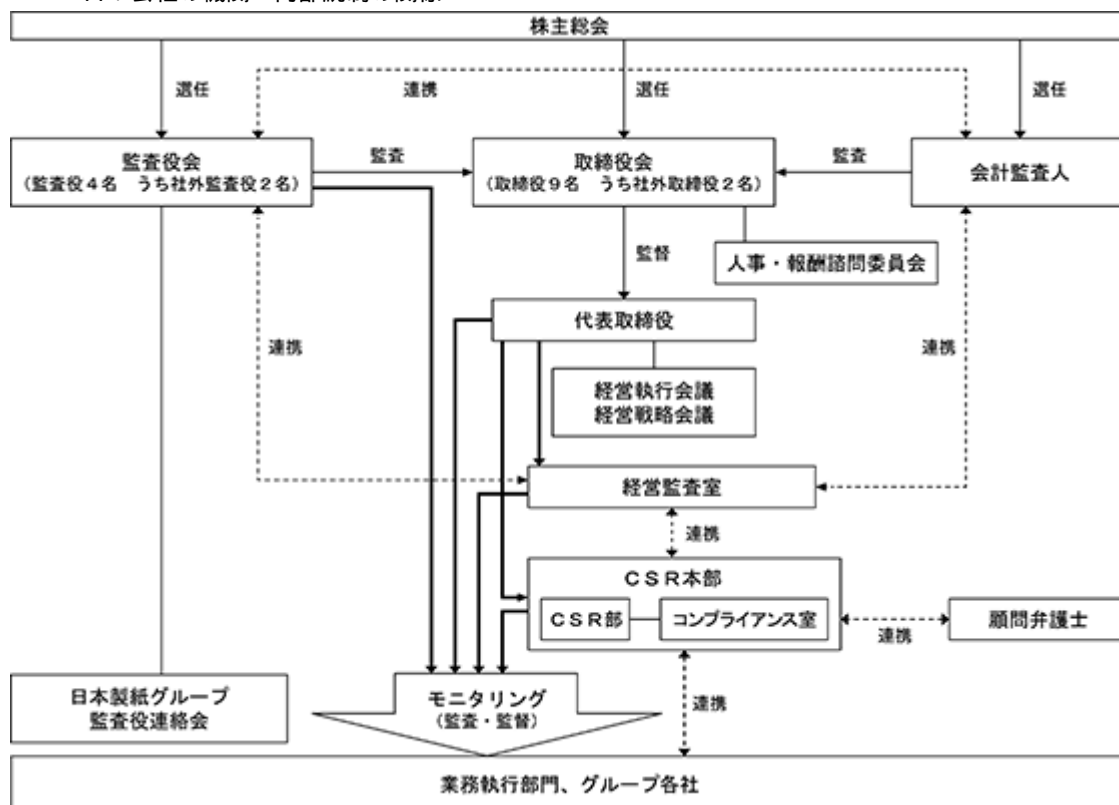 株主総会
選任
連携
選任
選任
監査役会
(監査役4名 うち社外監査役2名)
監査
取締役会
(取締役9名 うち社外取締役2名)
監査
会計監査人
監督
人事・報酬諮問委員会
代表取締役
連携
連携
経営執行会議
経営戦略会議
経営監査室
連携
CSR本部
CSR部
コンプライアンス室
連携
顧問弁護士
日本製紙グループ
監査役連絡会
モニタリング
(監査・監督)
連携
業務執行部門、グループ各社